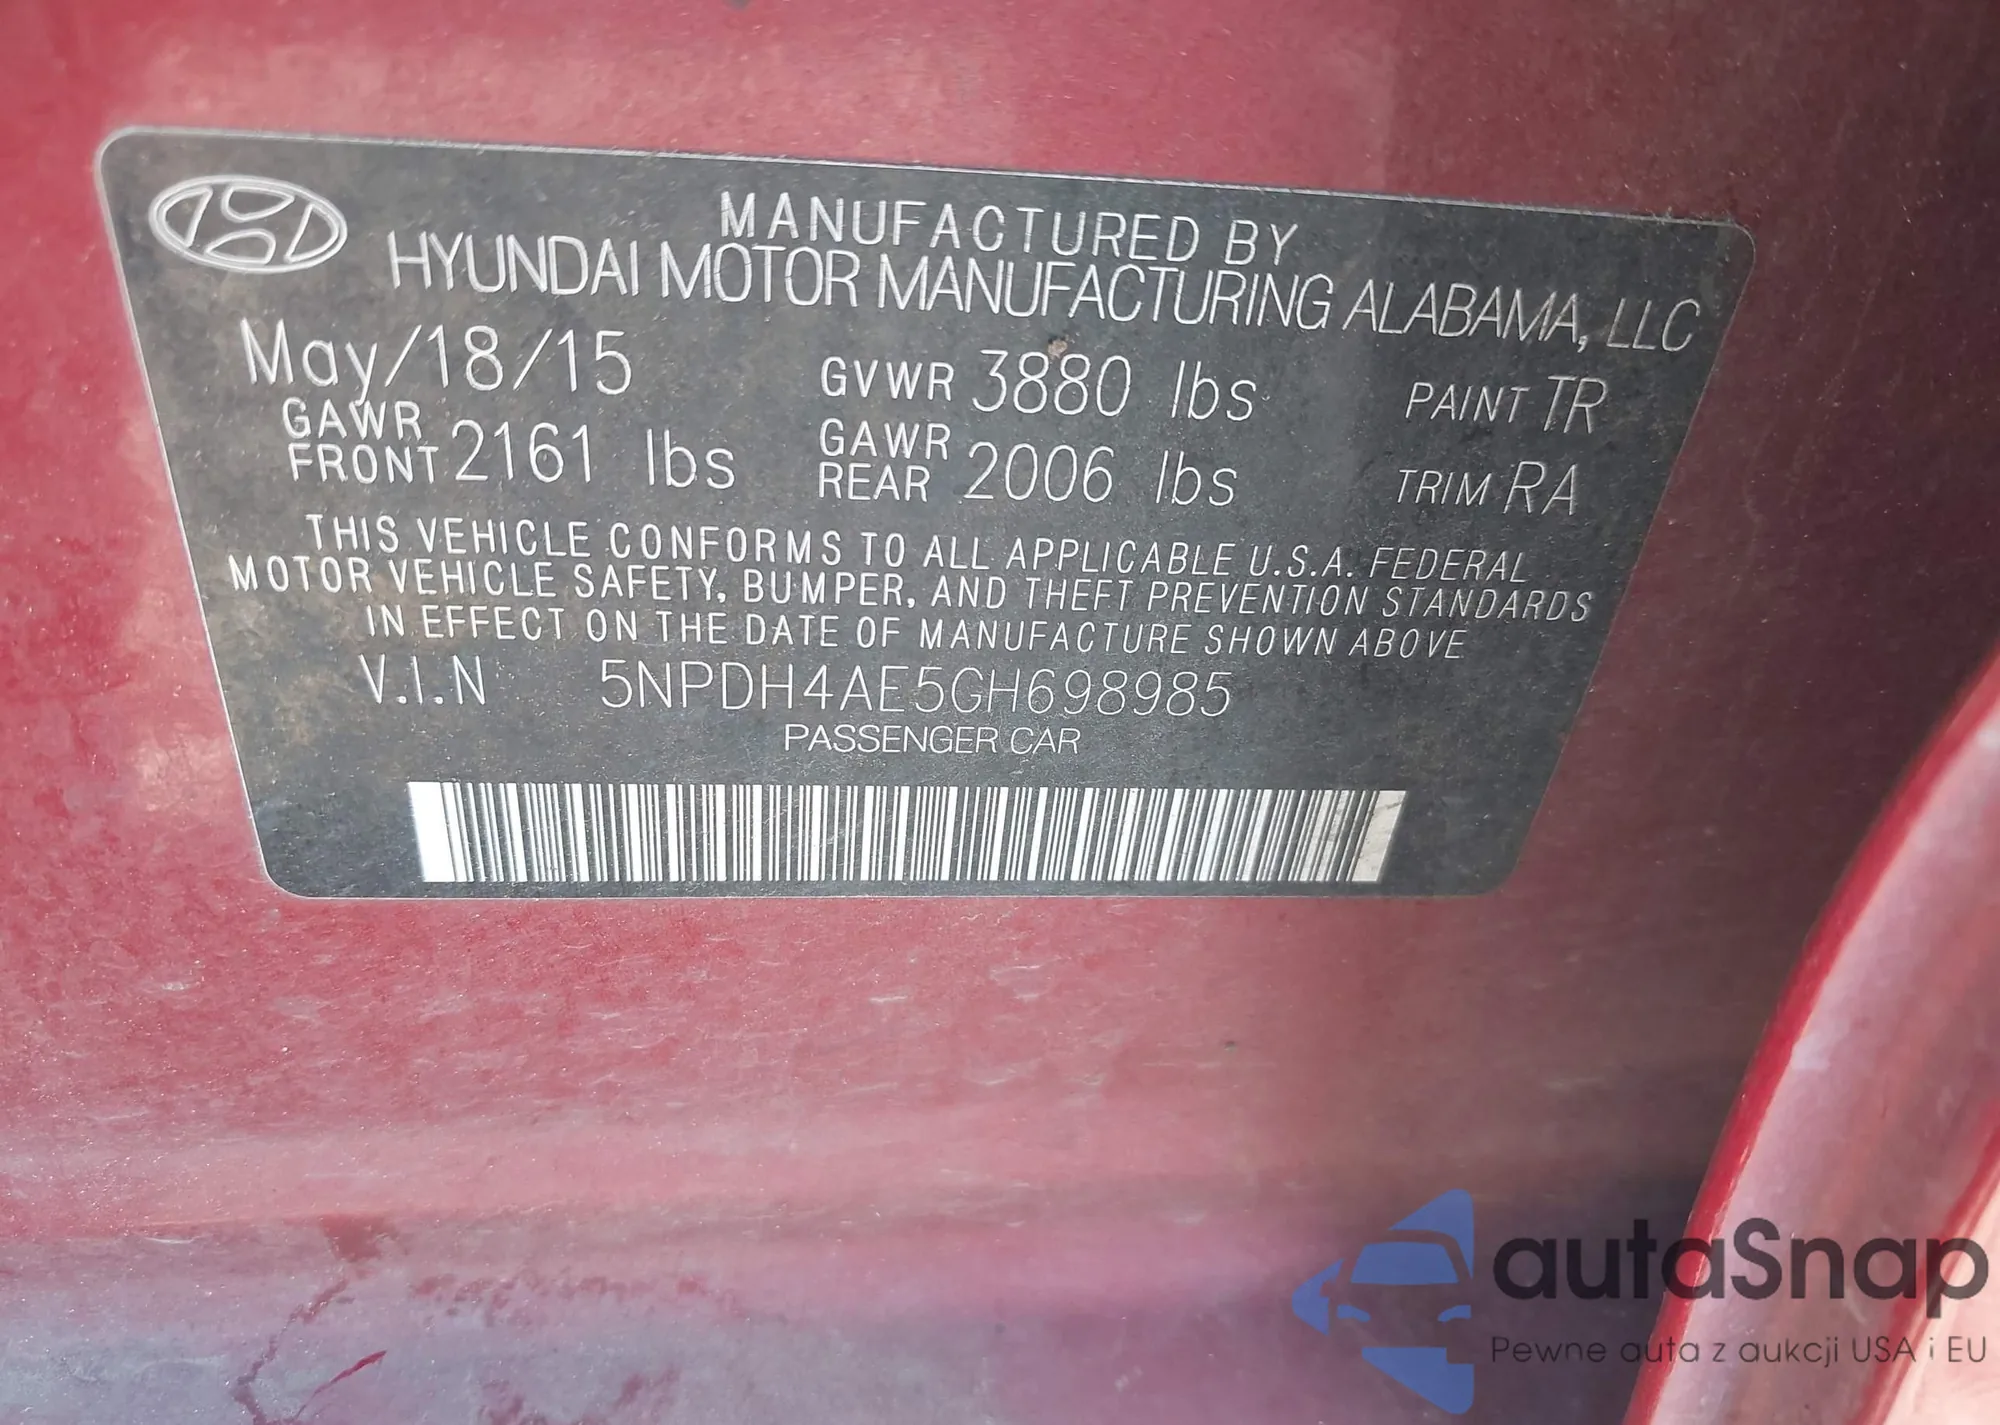 MANUFACTURED BY
HYUNDAI MOTOR MANUFACTURING ALABAMA, LLC
May/18/15 GVWR 3880 lbs PAINT TR
GAWR FRONT 2161 lbs GAWR REAR 2006 lbs TRIM RA
THIS VEHICLE CONFORMS TO ALL APPLICABLE U.S.A. FEDERAL
MOTOR VEHICLE SAFETY, BUMPER, AND THEFT PREVENTION STANDARDS
IN EFFECT ON THE DATE OF MANUFACTURE SHOWN ABOVE
V.I.N 5NPDH4AE5GH698985
PASSENGER CAR
autaSnap
Pewne auta z aukcji USA i EU